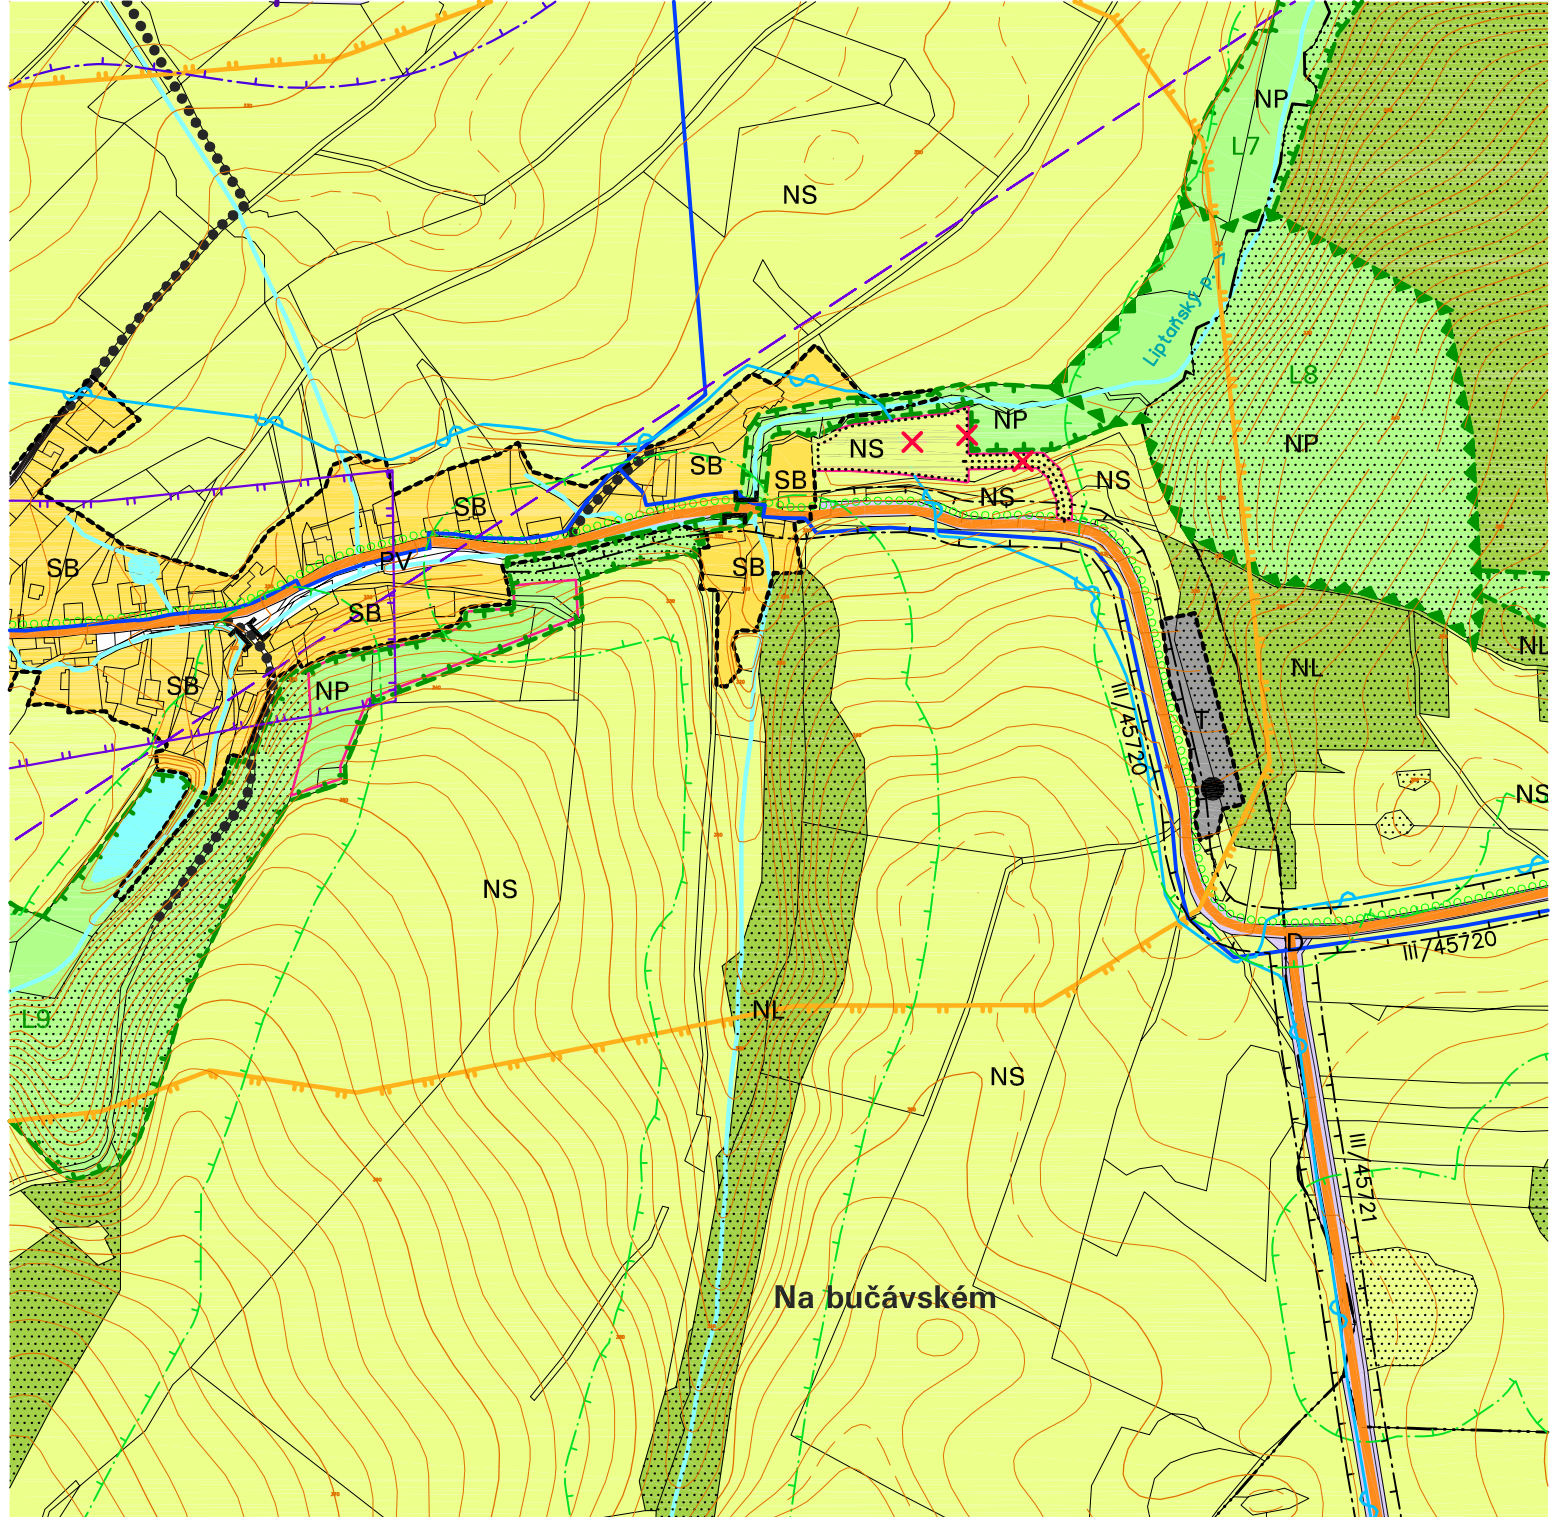 NP
L7
NS
Liptaňský p.
L8
NP
NP
NS
SB
SB
NS
NS
SB
PV
SB
SB
SB
NL
NL
SB
NP
III/45720
T
NS
NS
D
III/45720
NL
L9
NS
III/45721
Na bučávském